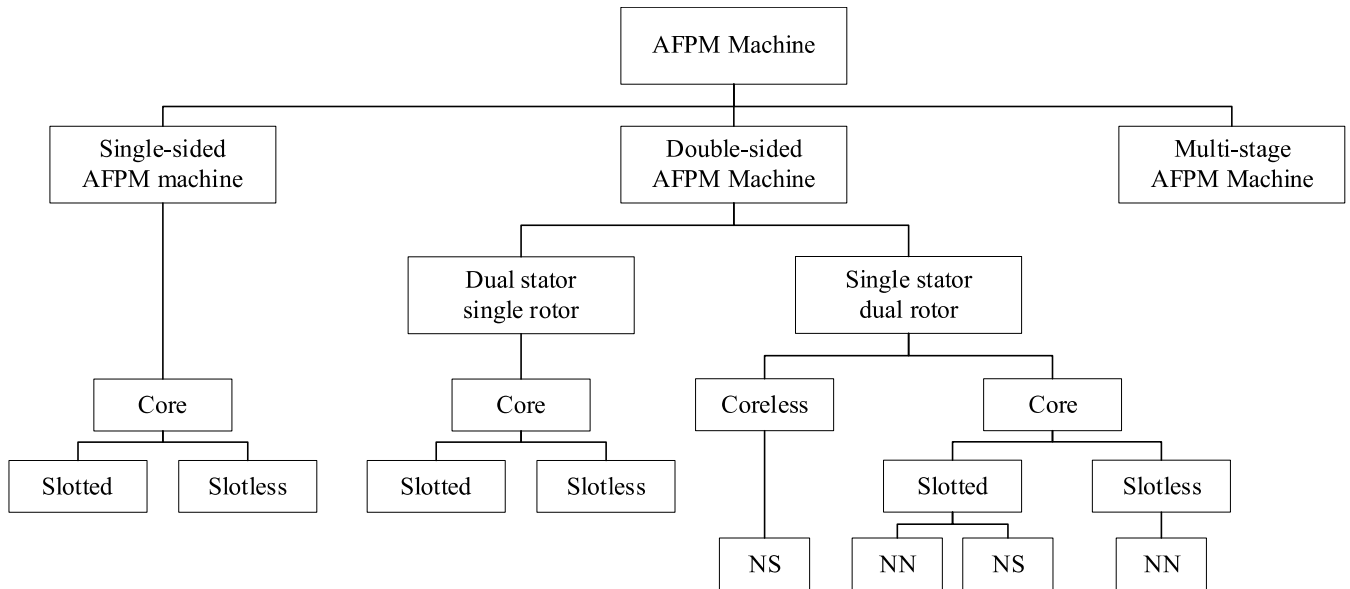 AFPM Machine
Single-sided
AFPM machine
Double-sided
AFPM Machine
Multi-stage
AFPM Machine
Dual stator
single rotor
Single stator
dual rotor
Core
Core
Coreless
Core
Slotted
Slotless
Slotted
Slotless
Slotted
Slotless
NS
NN
NS
NN